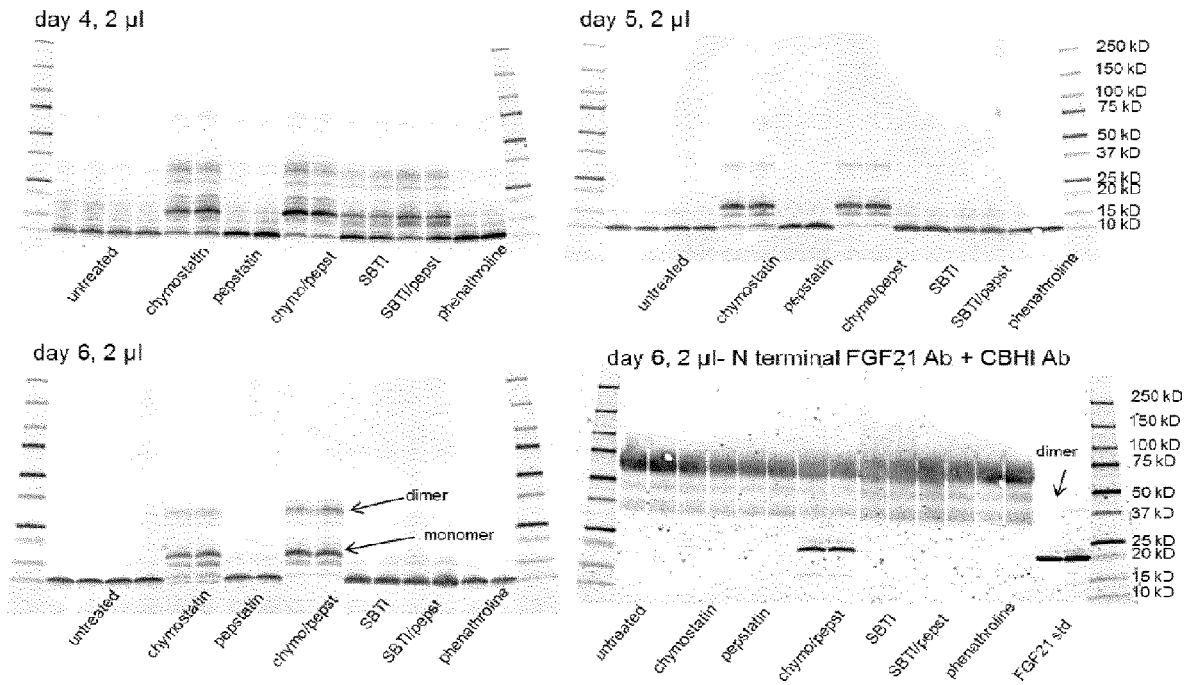 day 4, 2 µl
untreated
chymostatin
pepstatin
chymo/pepst
SBTI
SBTI/pepst
phenathroline
day 5, 2 µl
250 kD
150 kD
100 kD
75 kD
50 kD
37 kD
25 kD
20 kD
15 kD
10 kD
untreated
chymostatin
pepstatin
chymo/pepst
SBTI
SBTI/pepst
phenathroline
day 6, 2 µl
dimer
monomer
untreated
chymostatin
pepstatin
chymo/pepst
SBTI
SBTI/pepst
phenathroline
day 6, 2 µl- N terminal FGF21 Ab + CBHI Ab
dimer
250 kD
150 kD
100 kD
75 kD
50 kD
37 kD
25 kD
20 kD
15 kD
10 kD
untreated
chymostatin
pepstatin
chymo/pepst
SBTI
SBTI/pepst
phenathroline
FGF21 std